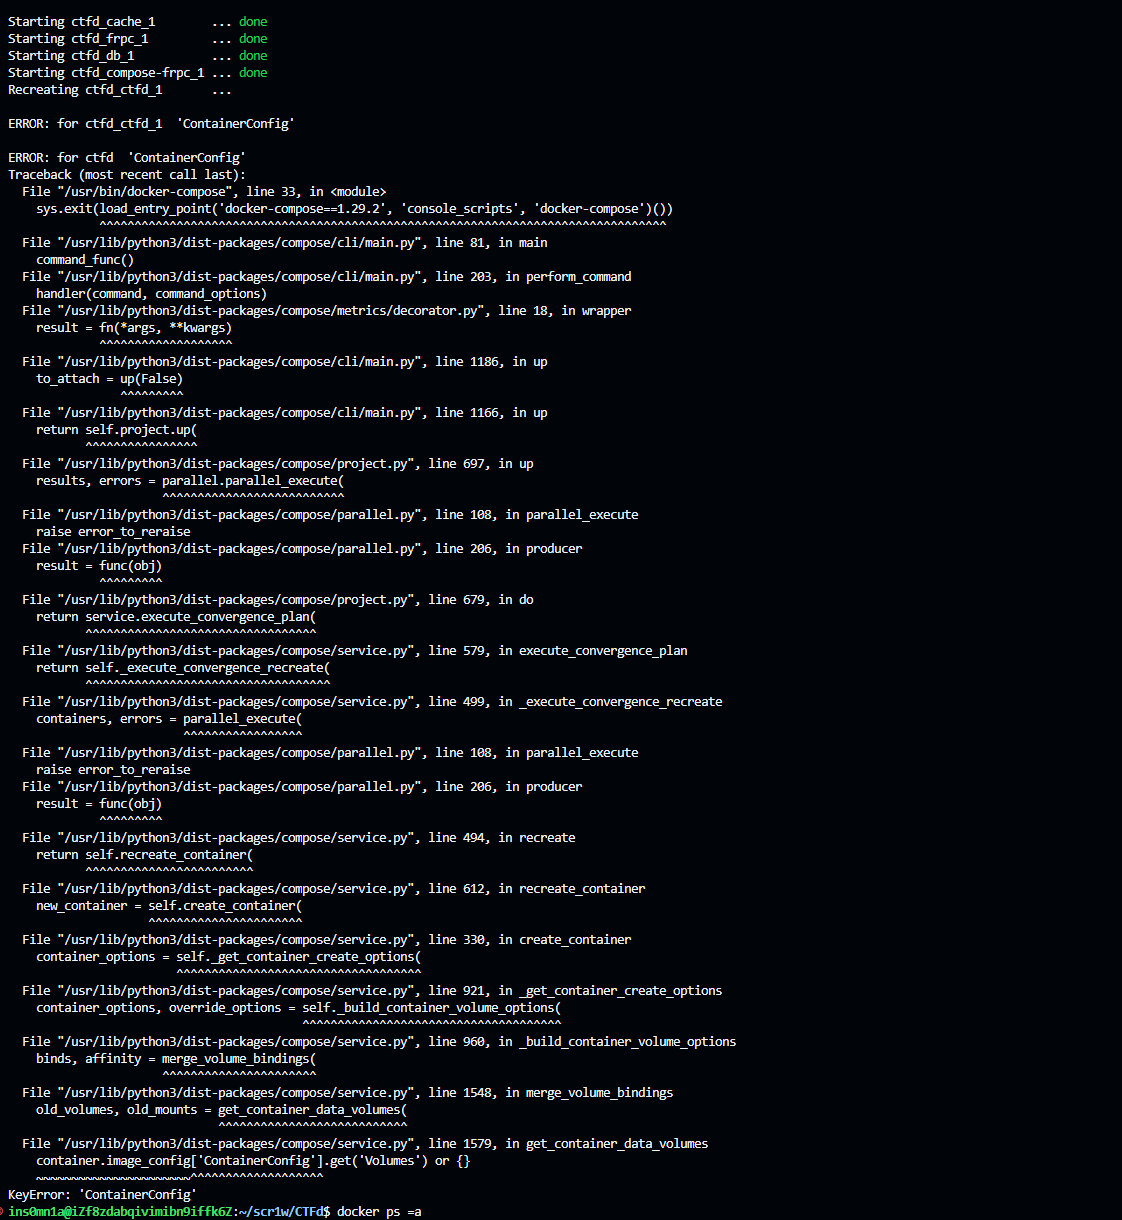 Starting ctfd_cache_1        ... done
Starting ctfd_frpc_1         ... done
Starting ctfd_db_1           ... done
Starting ctfd_compose-frpc_1 ... done
Recreating ctfd_ctfd_1       ...
ERROR: for ctfd_ctfd_1  'ContainerConfig'
ERROR: for ctfd  'ContainerConfig'
Traceback (most recent call last):
  File "/usr/bin/docker-compose", line 33, in <module>
    sys.exit(load_entry_point('docker-compose==1.29.2', 'console_scripts', 'docker-compose')())
             ^^^^^^^^^^^^^^^^^^^^^^^^^^^^^^^^^^^^^^^^^^^^^^^^^^^^^^^^^^^^^^^^^^^^^^^^^^^^^^^^^
  File "/usr/lib/python3/dist-packages/compose/cli/main.py", line 81, in main
    command_func()
  File "/usr/lib/python3/dist-packages/compose/cli/main.py", line 203, in perform_command
    handler(command, command_options)
  File "/usr/lib/python3/dist-packages/compose/metrics/decorator.py", line 18, in wrapper
    result = fn(*args, **kwargs)
             ^^^^^^^^^^^^^^^^^^^
  File "/usr/lib/python3/dist-packages/compose/cli/main.py", line 1186, in up
    to_attach = up(False)
                ^^^^^^^^^
  File "/usr/lib/python3/dist-packages/compose/cli/main.py", line 1166, in up
    return self.project.up(
           ^^^^^^^^^^^^^^^^
  File "/usr/lib/python3/dist-packages/compose/project.py", line 697, in up
    results, errors = parallel.parallel_execute(
                      ^^^^^^^^^^^^^^^^^^^^^^^^^^
  File "/usr/lib/python3/dist-packages/compose/parallel.py", line 108, in parallel_execute
    raise error_to_reraise
  File "/usr/lib/python3/dist-packages/compose/parallel.py", line 206, in producer
    result = func(obj)
             ^^^^^^^^^
  File "/usr/lib/python3/dist-packages/compose/project.py", line 679, in do
    return service.execute_convergence_plan(
           ^^^^^^^^^^^^^^^^^^^^^^^^^^^^^^^^^
  File "/usr/lib/python3/dist-packages/compose/service.py", line 579, in execute_convergence_plan
    return self._execute_convergence_recreate(
           ^^^^^^^^^^^^^^^^^^^^^^^^^^^^^^^^^^^
  File "/usr/lib/python3/dist-packages/compose/service.py", line 499, in _execute_convergence_recreate
    containers, errors = parallel_execute(
                         ^^^^^^^^^^^^^^^^^
  File "/usr/lib/python3/dist-packages/compose/parallel.py", line 108, in parallel_execute
    raise error_to_reraise
  File "/usr/lib/python3/dist-packages/compose/parallel.py", line 206, in producer
    result = func(obj)
             ^^^^^^^^^
  File "/usr/lib/python3/dist-packages/compose/service.py", line 494, in recreate
    return self.recreate_container(
           ^^^^^^^^^^^^^^^^^^^^^^^^
  File "/usr/lib/python3/dist-packages/compose/service.py", line 612, in recreate_container
    new_container = self.create_container(
                    ^^^^^^^^^^^^^^^^^^^^^^
  File "/usr/lib/python3/dist-packages/compose/service.py", line 330, in create_container
    container_options = self._get_container_create_options(
                        ^^^^^^^^^^^^^^^^^^^^^^^^^^^^^^^^^^^
  File "/usr/lib/python3/dist-packages/compose/service.py", line 921, in _get_container_create_options
    container_options, override_options = self._build_container_volume_options(
                                          ^^^^^^^^^^^^^^^^^^^^^^^^^^^^^^^^^^^^^
  File "/usr/lib/python3/dist-packages/compose/service.py", line 960, in _build_container_volume_options
    binds, affinity = merge_volume_bindings(
                      ^^^^^^^^^^^^^^^^^^^^^^
  File "/usr/lib/python3/dist-packages/compose/service.py", line 1548, in merge_volume_bindings
    old_volumes, old_mounts = get_container_data_volumes(
                              ^^^^^^^^^^^^^^^^^^^^^^^^^^^
  File "/usr/lib/python3/dist-packages/compose/service.py", line 1579, in get_container_data_volumes
    container.image_config['ContainerConfig'].get('Volumes') or {}
    ~~~~~~~~~~~~~~~~~~~~~~^^^^^^^^^^^^^^^^^^^
KeyError: 'ContainerConfig'
ins0mn1a@iZf8zdabqivimibn9iffk6Z:~/scr1w/CTFd$ docker ps =a